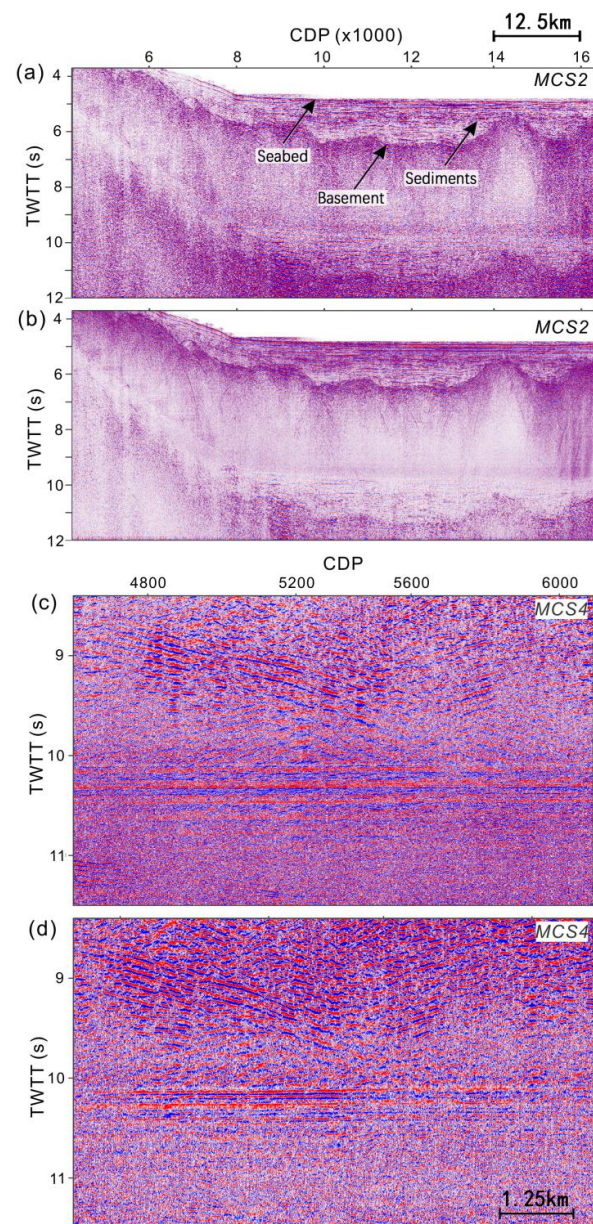 CDP (x1000)
12.5km
6 8 10 12 14 16
(a)
MCS2
4
6
8
10
12
TWTT (s)
Seabed
Basement
Sediments
(b)
MCS2
4
6
8
10
12
TWTT (s)
CDP
4800 5200 5600 6000
(c)
MCS4
9
10
11
TWTT (s)
(d)
MCS4
9
10
11
TWTT (s)
1.25km